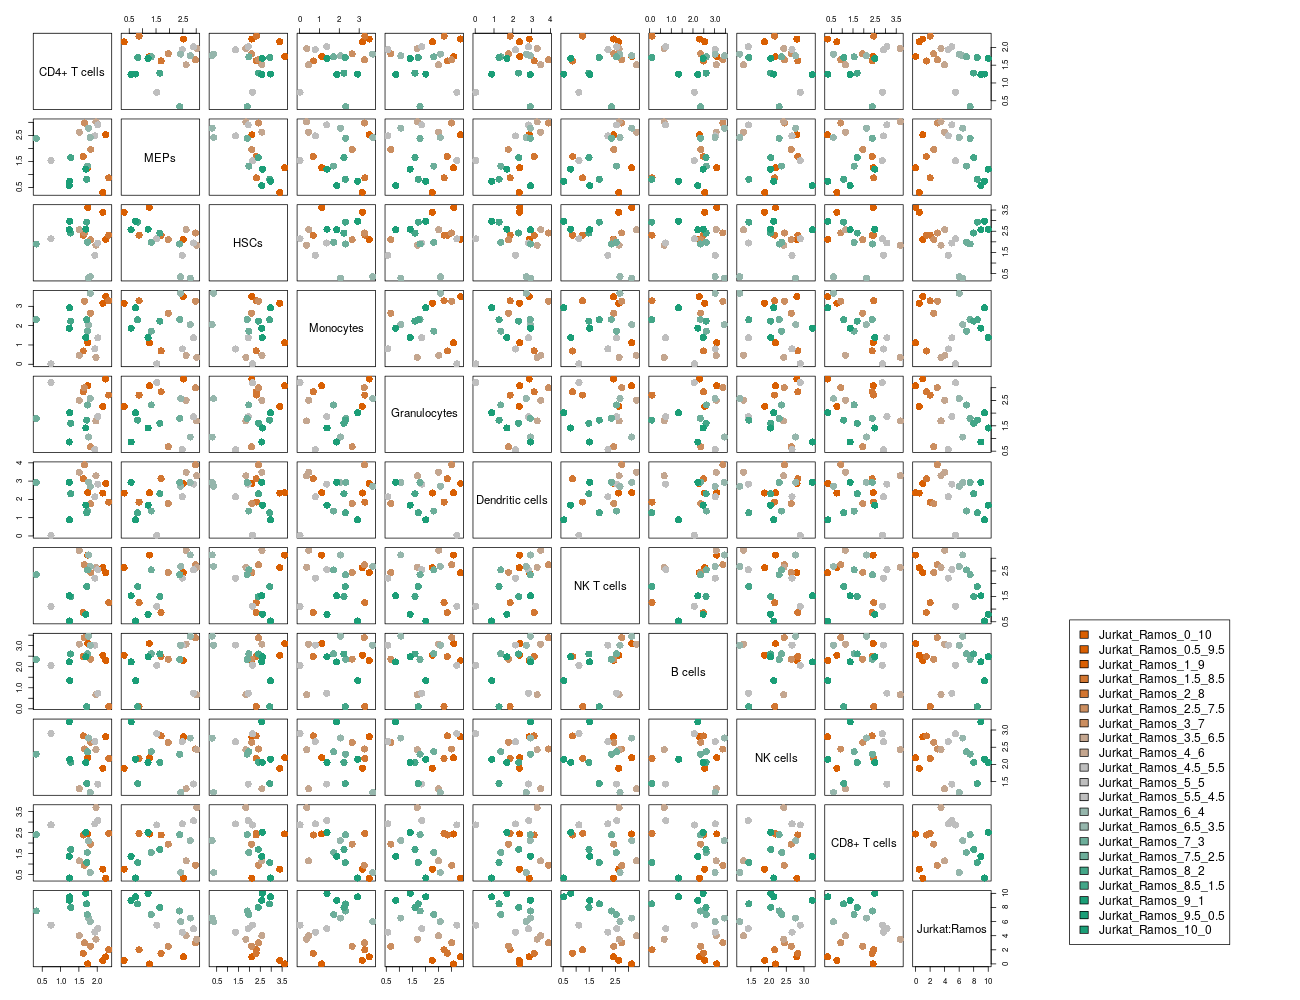 0.5 1.5 2.5 0 1 2 3 0 1 2 3 4 0.0 1.0 2.0 3.0 0.5 1.5 2.5 3.5
CD4+ T cells 0.5 1.0 1.5 2.0
0.5 1.5 2.5 MEPs
HSCs 0.5 1.5 2.5 3.5
0 1 2 3 Monocytes
Granulocytes 0.5 1.5 2.5
0 1 2 3 4 Dendritic cells
NK T cells 0.5 1.5 2.5
0.0 1.0 2.0 3.0 B cells
NK cells 1.5 2.0 2.5 3.0
0.5 1.5 2.5 3.5 CD8+ T cells
Jurkat:Ramos 0 2 4 6 8 10
0.5 1.0 1.5 2.0 0.5 1.5 2.5 3.5 0.5 1.5 2.5 0.5 1.5 2.5 1.5 2.0 2.5 3.0 0 2 4 6 8 10
Jurkat_Ramos_0_10
Jurkat_Ramos_0.5_9.5
Jurkat_Ramos_1_9
Jurkat_Ramos_1.5_8.5
Jurkat_Ramos_2_8
Jurkat_Ramos_2.5_7.5
Jurkat_Ramos_3_7
Jurkat_Ramos_3.5_6.5
Jurkat_Ramos_4_6
Jurkat_Ramos_4.5_5.5
Jurkat_Ramos_5_5
Jurkat_Ramos_5.5_4.5
Jurkat_Ramos_6_4
Jurkat_Ramos_6.5_3.5
Jurkat_Ramos_7_3
Jurkat_Ramos_7.5_2.5
Jurkat_Ramos_8_2
Jurkat_Ramos_8.5_1.5
Jurkat_Ramos_9_1
Jurkat_Ramos_9.5_0.5
Jurkat_Ramos_10_0